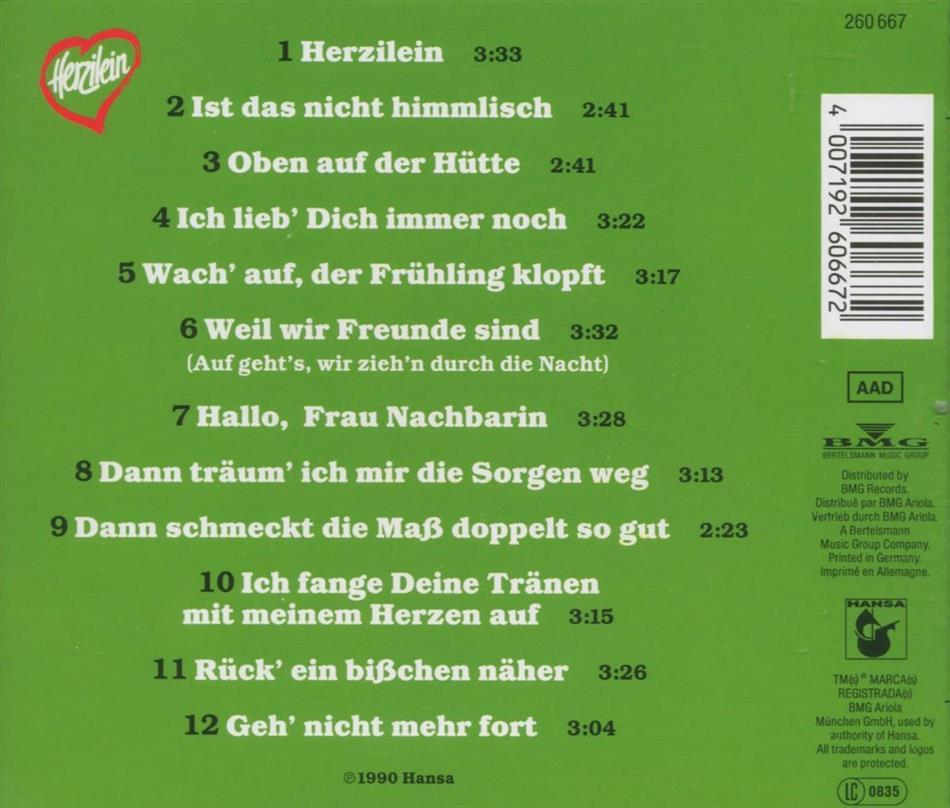 260 667
Herzilein
1 Herzilein 3:33
2 Ist das nicht himmlisch 2:41
3 Oben auf der Hütte 2:41
4 Ich lieb' Dich immer noch 3:22
5 Wach' auf, der Frühling klopft 3:17
6 Weil wir Freunde sind 3:32
(Auf geht's, wir zieh'n durch die Nacht)
7 Hallo, Frau Nachbarin 3:28
8 Dann träum' ich mir die Sorgen weg 3:13
9 Dann schmeckt die Maß doppelt so gut 2:23
10 Ich fange Deine Tränen
mit meinem Herzen auf 3:15
11 Rück' ein bißchen näher 3:26
12 Geh' nicht mehr fort 3:04
℗1990 Hansa
4 007192 606672
AAD
BMG
BERTELSMANN MUSIC GROUP
Distributed by
BMG Records.
Distribué par BMG Ariola.
Vertrieb durch BMG Ariola.
A Bertelsmann
Music Group Company.
Printed in Germany.
Imprimé en Allemagne.
HANSA
TM(s) ® MARCA(s)
REGISTRADA(s)
BMG Ariola
München GmbH, used by
authority of Hansa.
All trademarks and logos
are protected.
LC 0835